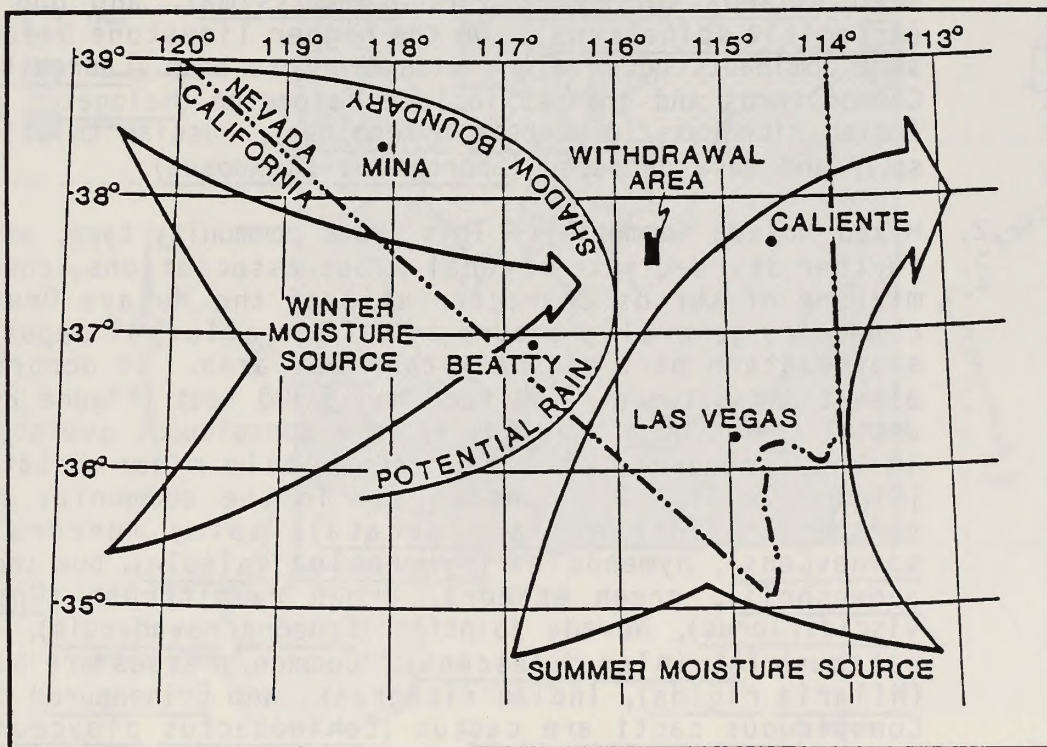 120° 119° 118° 117° 116° 115° 114° 113°
39°
NEVADA
CALIFORNIA
SHADOW BOUNDARY
MINA
WITHDRAWAL
AREA
38°
CALIENTE
WINTER
MOISTURE
SOURCE
37°
BEATTY
POTENTIAL RAIN
LAS VEGAS
36°
35°
SUMMER MOISTURE SOURCE